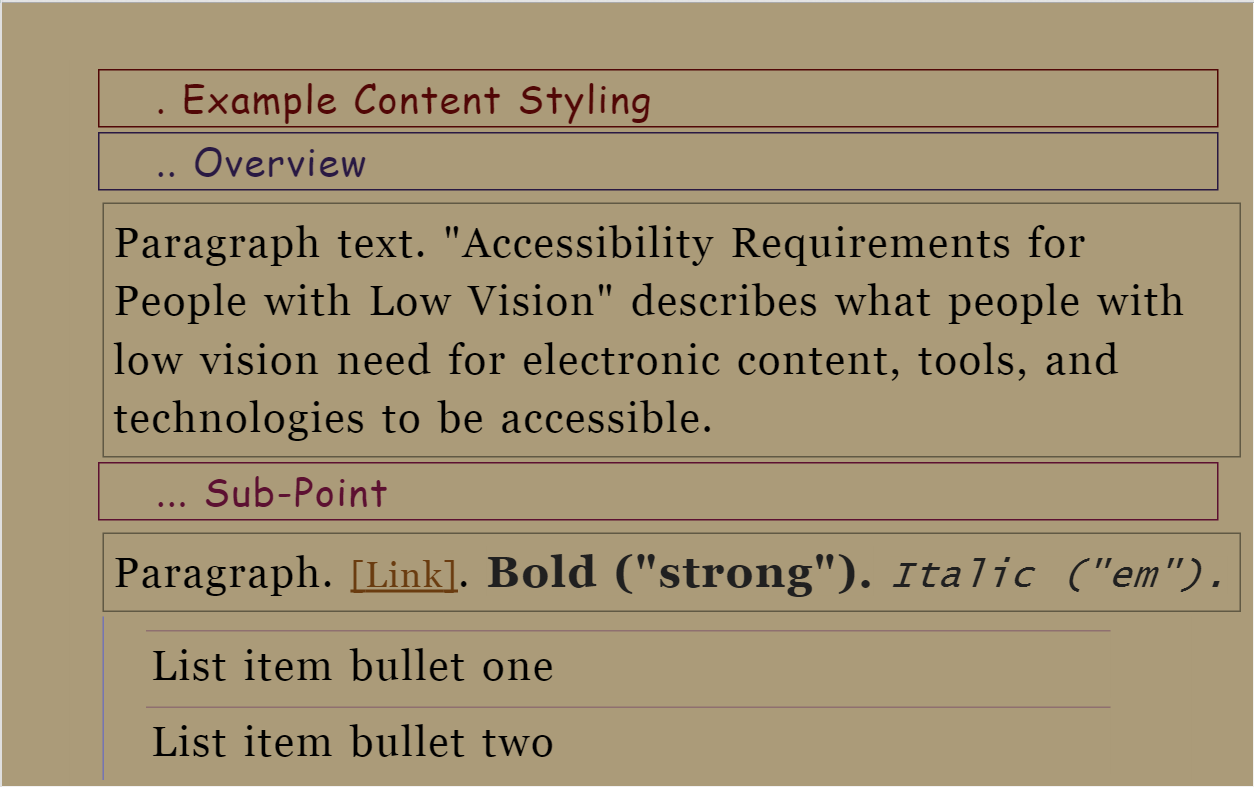 . Example Content Styling
.. Overview
Paragraph text. "Accessibility Requirements for
People with Low Vision" describes what people with
low vision need for electronic content, tools, and
technologies to be accessible.
... Sub-Point
Paragraph. [Link]. Bold ("strong"). Italic ("em").
List item bullet one
List item bullet two